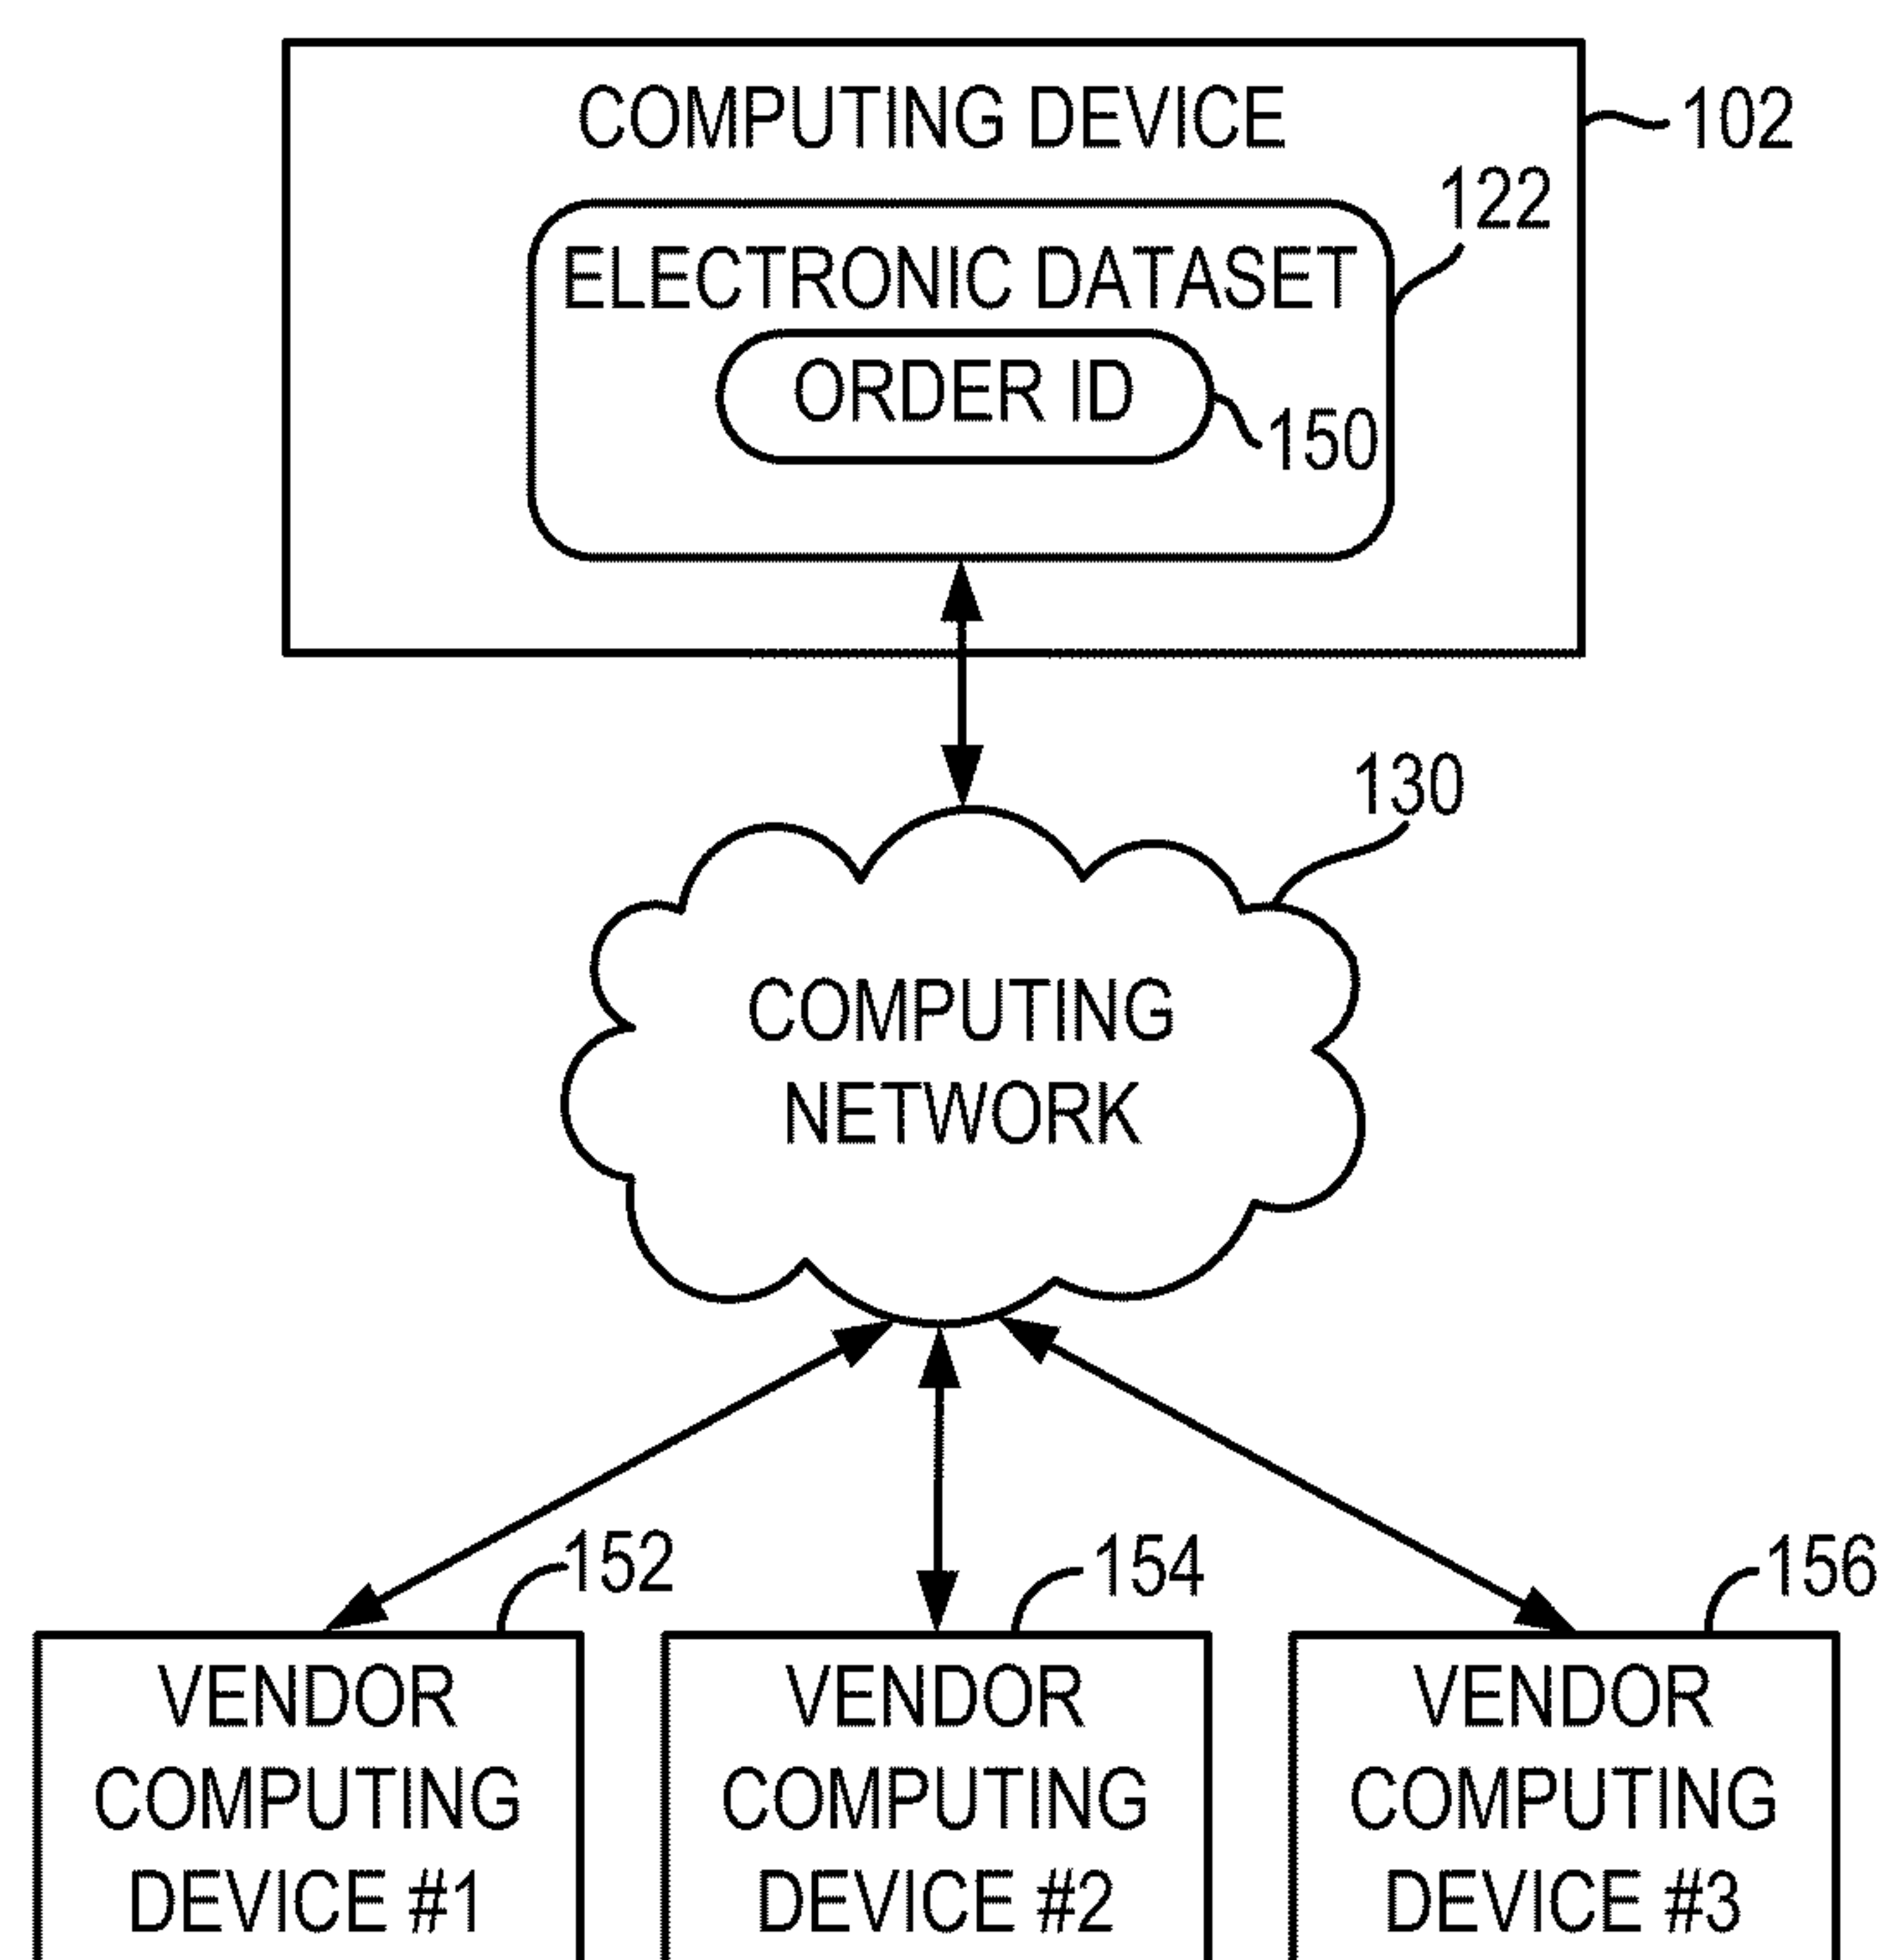 COMPUTING DEVICE
102
122
ELECTRONIC DATASET
ORDER ID
150
130
COMPUTING
NETWORK
152
154
156
VENDOR
COMPUTING
DEVICE #1
VENDOR
COMPUTING
DEVICE #2
VENDOR
COMPUTING
DEVICE #3